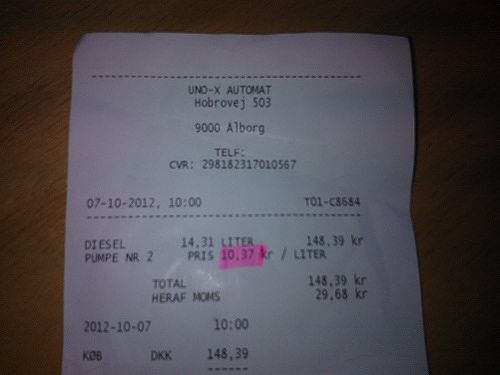 UNO-X AUTOMAT
Hobrovej 503
9000 Alborg
TELF:
CVR: 298182317010567
07-10-2012, 10:00 T01-C8684
DIESEL 14,31 LITER 148,39 kr
PUMPE NR 2 PRIS 10,37 kr / LITER
TOTAL 148,39 kr
HERAF MOMS 29,68 kr
2012-10-07 10:00
KØB DKK 148,39